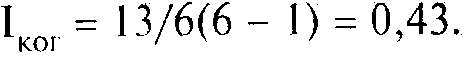 Iког = 13/6(6 − 1) = 0,43.